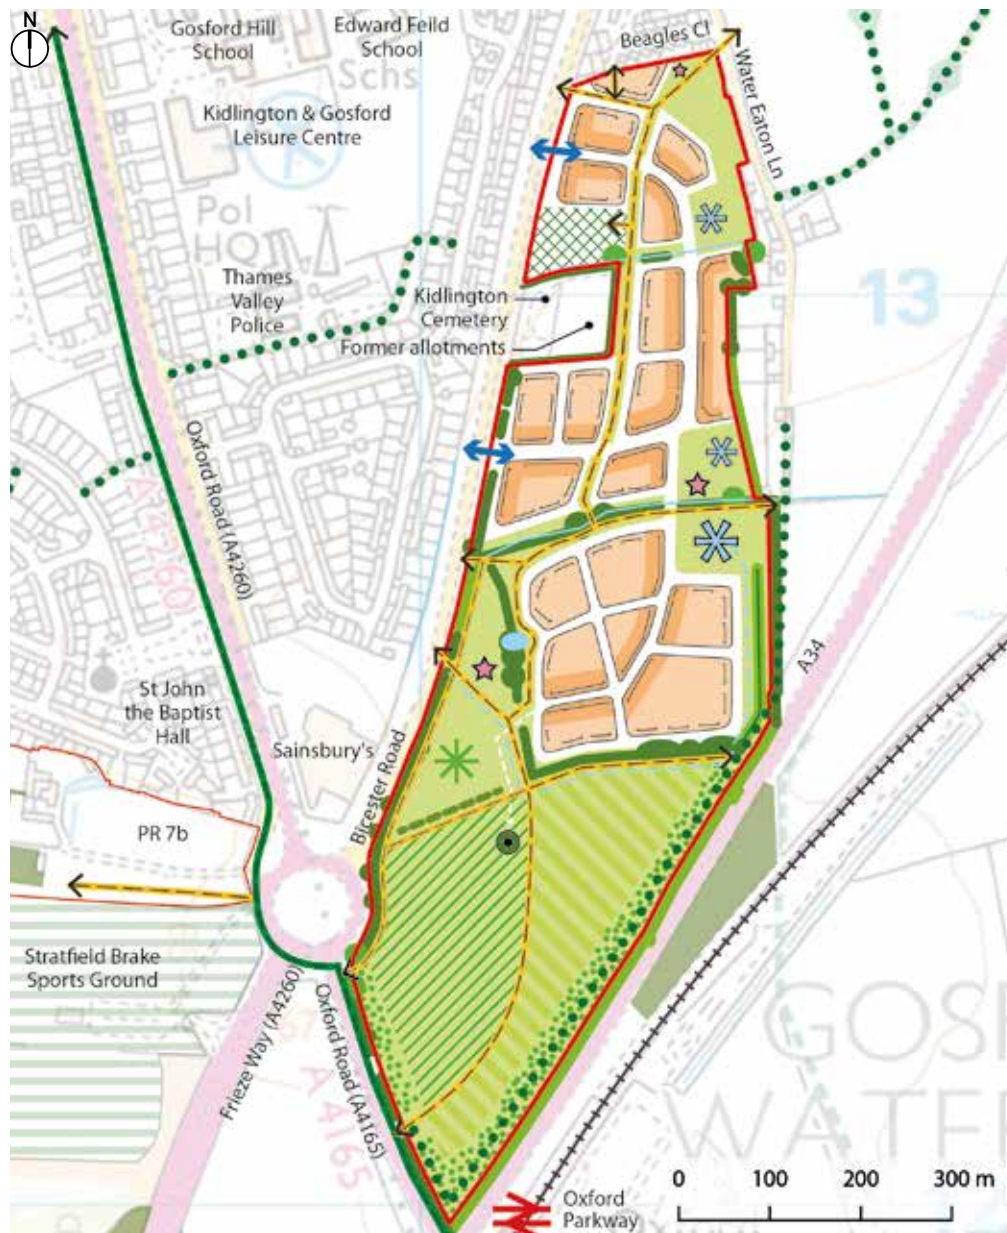 N
Gosford Hill
School
Edward Feild
School
Schs
Beagles Cl
Water Eaton Ln
Kidlington & Gosford
Leisure Centre
Pol
HQ
13
Thames
Valley
Police
Kidlington
Cemetery
Former allotments
Oxford Road (A4260)
A 4260
A34
St John
the Baptist
Hall
Sainsbury's
Bicester Road
PR 7b
Stratfield Brake
Sports Ground
Frieze Way (A4260)
Oxford Road (A4165)
A 4165
GOS
WATE
0 100 200 300 m
Oxford
Parkway